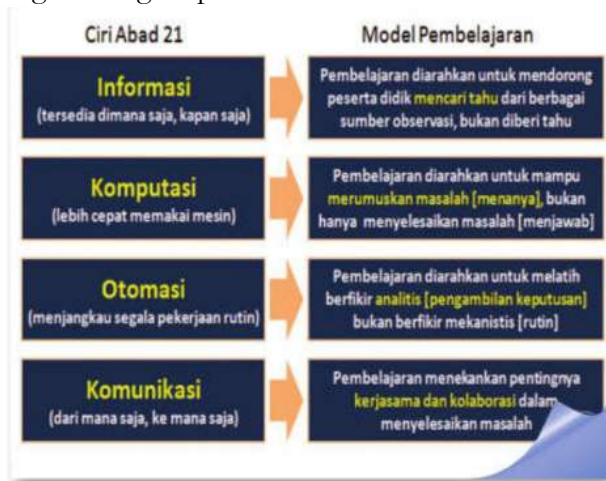 Ciri Abad 21
Model Pembelajaran
Informasi
(tersedia dimana saja, kapan saja)
Pembelajaran diarahkan untuk mendorong
peserta didik mencari tahu dari berbagai
sumber observasi, bukan diberi tahu
Komputasi
(lebih cepat memakai mesin)
Pembelajaran diarahkan untuk mampu
merumuskan masalah [menanya], bukan
hanya menyelesaikan masalah [menjawab]
Otomasi
(menjangkau segala pekerjaan rutin)
Pembelajaran diarahkan untuk melatih
berfikir analitis [pengambilan keputusan]
bukan berfikir mekanistis [rutin]
Komunikasi
(dari mana saja, ke mana saja)
Pembelajaran menekankan pentingnya
kerjasama dan kolaborasi dalam
menyelesaikan masalah